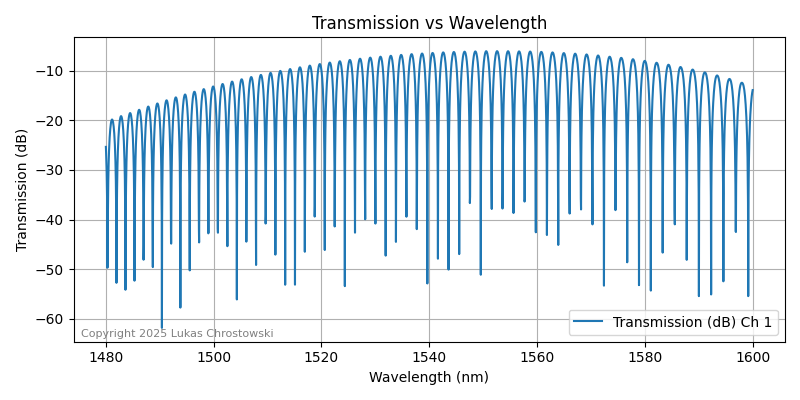 Transmission vs Wavelength
Transmission (dB)
−10
−20
−30
−40
−50
−60
Copyright 2025 Lukas Chrostowski
Transmission (dB) Ch 1
1480
1500
1520
1540
1560
1580
1600
Wavelength (nm)